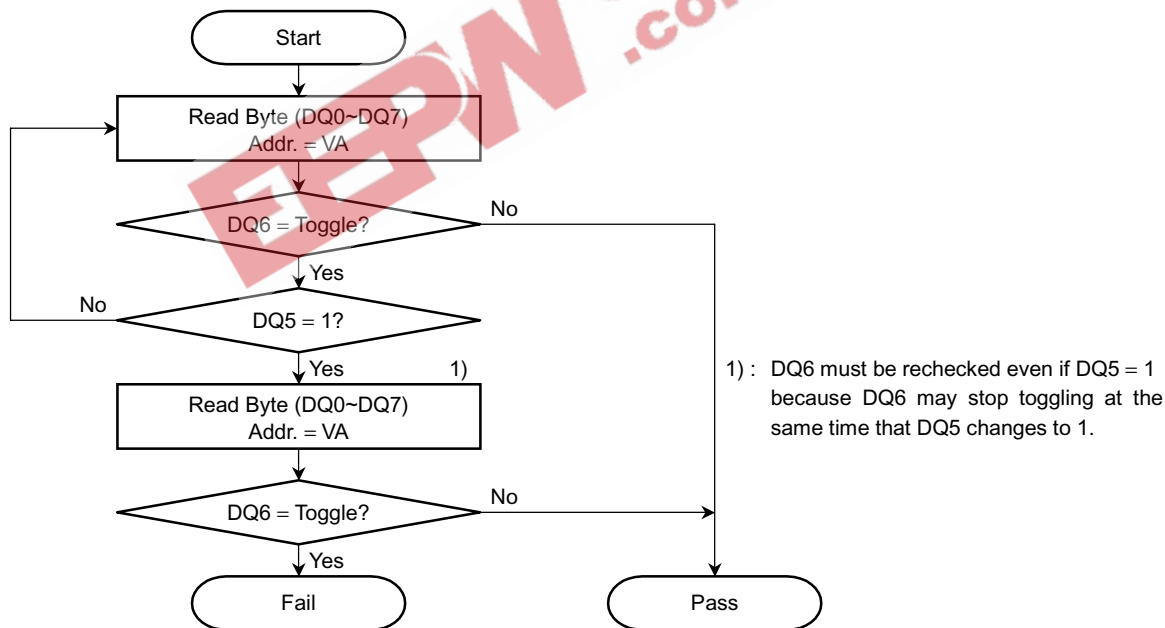 Start
Read Byte (DQ0~DQ7)
Addr. = VA
DQ6 = Toggle?
No
Yes
No
DQ5 = 1?
Yes
1)
Read Byte (DQ0~DQ7)
Addr. = VA
DQ6 = Toggle?
No
Yes
Fail
Pass
1) : DQ6 must be rechecked even if DQ5 = 1
because DQ6 may stop toggling at the
same time that DQ5 changes to 1.
EEPW
.co